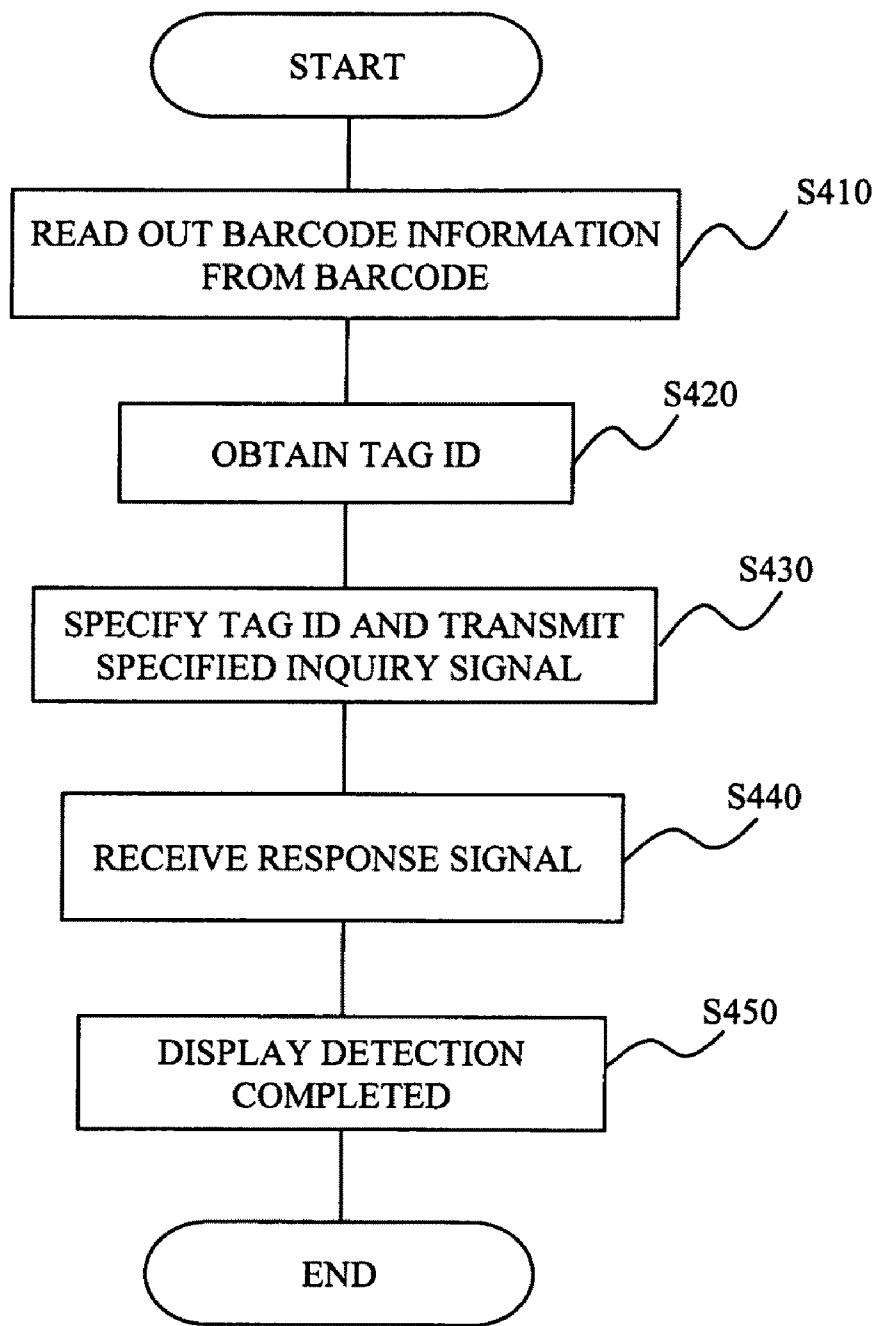 START
S410
READ OUT BARCODE INFORMATION
FROM BARCODE
S420
OBTAIN TAG ID
S430
SPECIFY TAG ID AND TRANSMIT
SPECIFIED INQUIRY SIGNAL
S440
RECEIVE RESPONSE SIGNAL
S450
DISPLAY DETECTION
COMPLETED
END